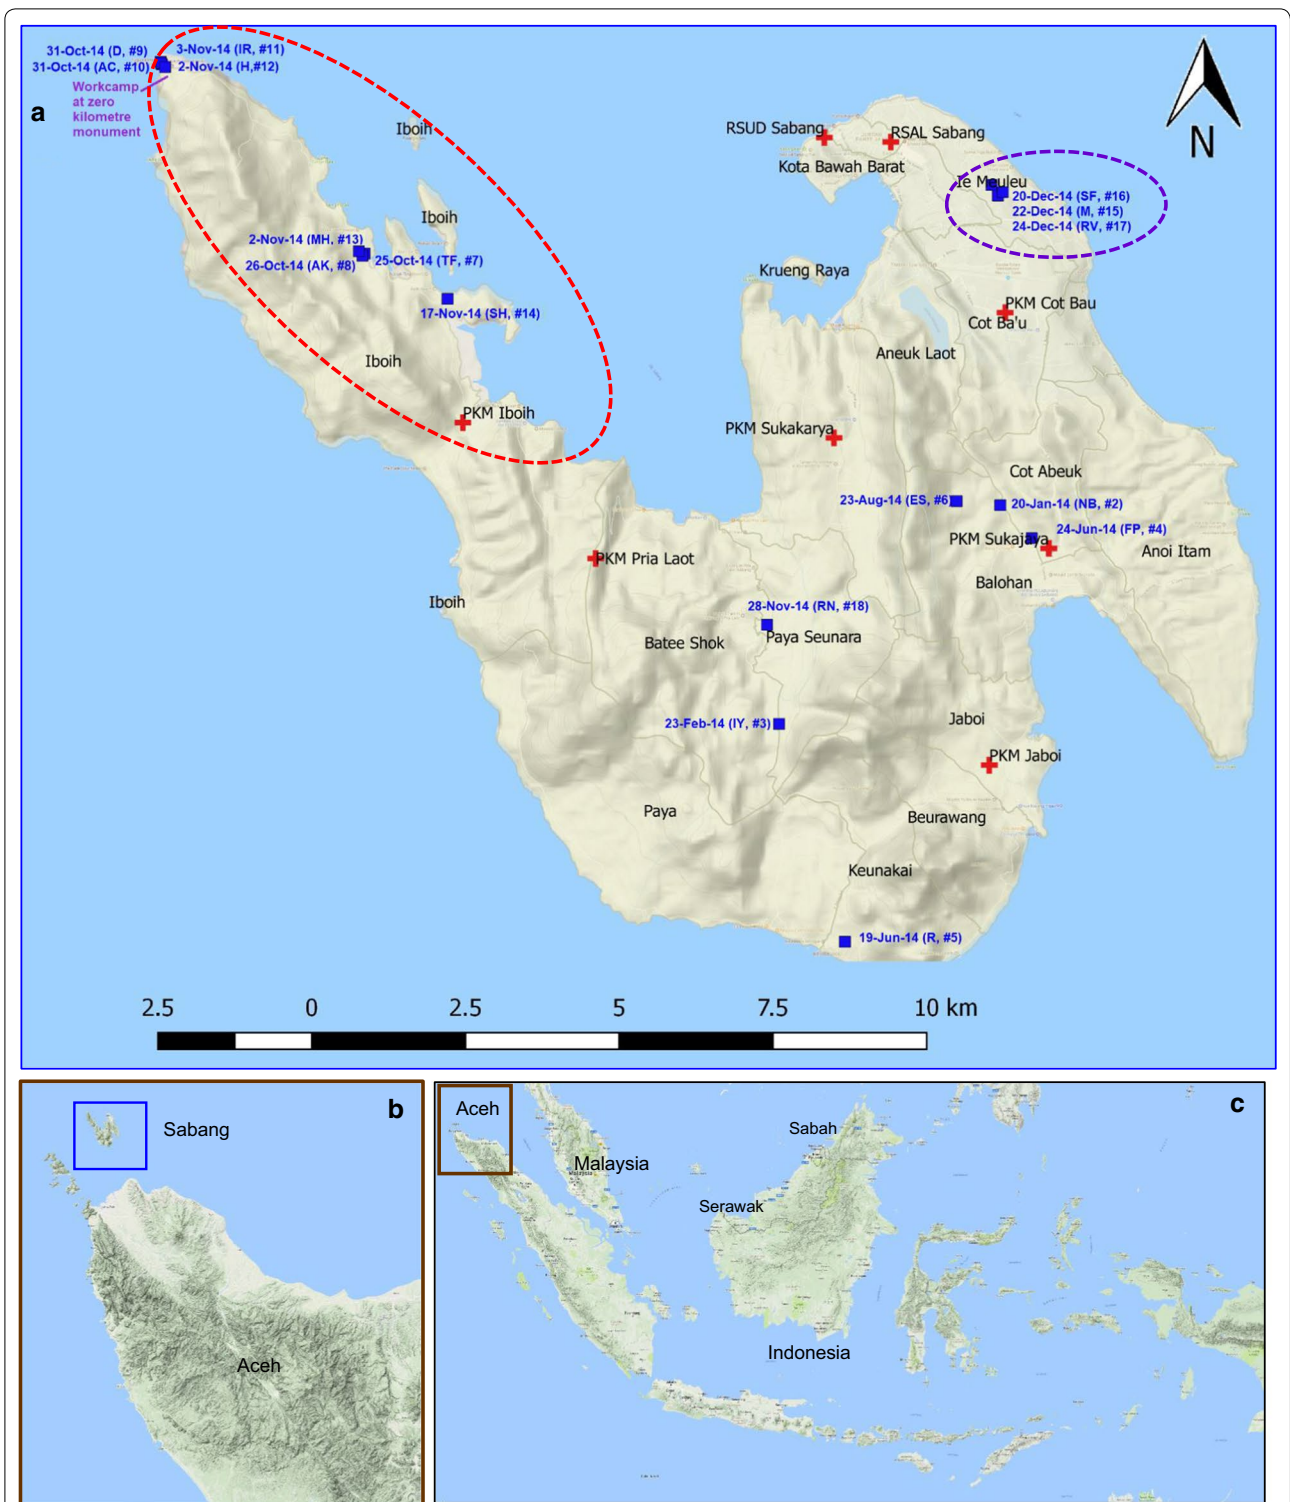 31-Oct-14 (D, #9)
3-Nov-14 (IR, #11)
31-Oct-14 (AC, #10)
2-Nov-14 (H,#12)
Workcamp
at zero
kilometre
monument
a
Iboih
RSUD Sabang
RSAL Sabang
Kota Bawah Barat
N
Ie Meuleu
20-Dec-14 (SF, #16)
22-Dec-14 (M, #15)
24-Dec-14 (RV, #17)
Iboih
2-Nov-14 (MH, #13)
26-Oct-14 (AK, #8)
25-Oct-14 (TF, #7)
Krueng Raya
17-Nov-14 (SH, #14)
PKM Cot Bau
Cot Ba'u
Iboih
Aneuk Laot
PKM Iboih
PKM Sukakarya
Cot Abeuk
23-Aug-14 (ES, #6
20-Jan-14 (NB, #2)
24-Jun-14 (FP, #4)
PKM Sukajaya
Anoi Itam
PKM Pria Laot
Balohan
Iboih
28-Nov-14 (RN, #18)
Paya Seunara
Batee Shok
23-Feb-14 (IY, #3)
Jaboi
PKM Jaboi
Paya
Beurawang
Keunakai
19-Jun-14 (R, #5)
2.5 0 2.5 5 7.5 10 km
b
Sabang
Aceh
c
Aceh
Sabah
Malaysia
Serawak
Indonesia